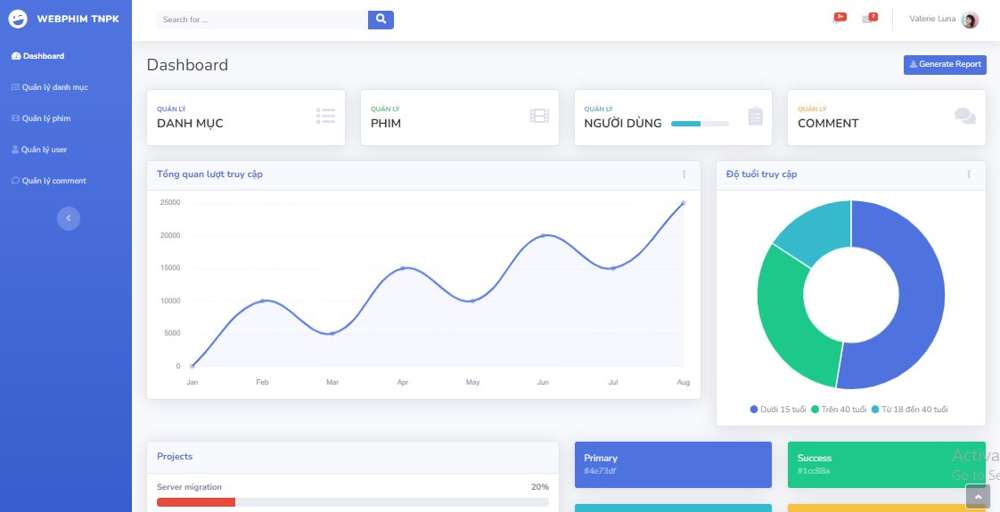 WEBPHIM TNPK
Search for ...
3+
7
Valerie Luna
Dashboard
Quản lý danh mục
Quản lý phim
Quản lý user
Quản lý comment
Dashboard
Generate Report
QUẢN LÝ
DANH MỤC
QUẢN LÝ
PHIM
QUẢN LÝ
NGƯỜI DÙNG
QUẢN LÝ
COMMENT
Tổng quan lượt truy cập
25000
20000
15000
10000
5000
0
Jan Feb Mar Apr May Jun Jul Aug
Độ tuổi truy cập
Dưới 15 tuổi Trên 40 tuổi Từ 18 đến 40 tuổi
Projects
Server migration 20%
Primary
#4e73df
Success
#1cc88a
Activa
Go to Se